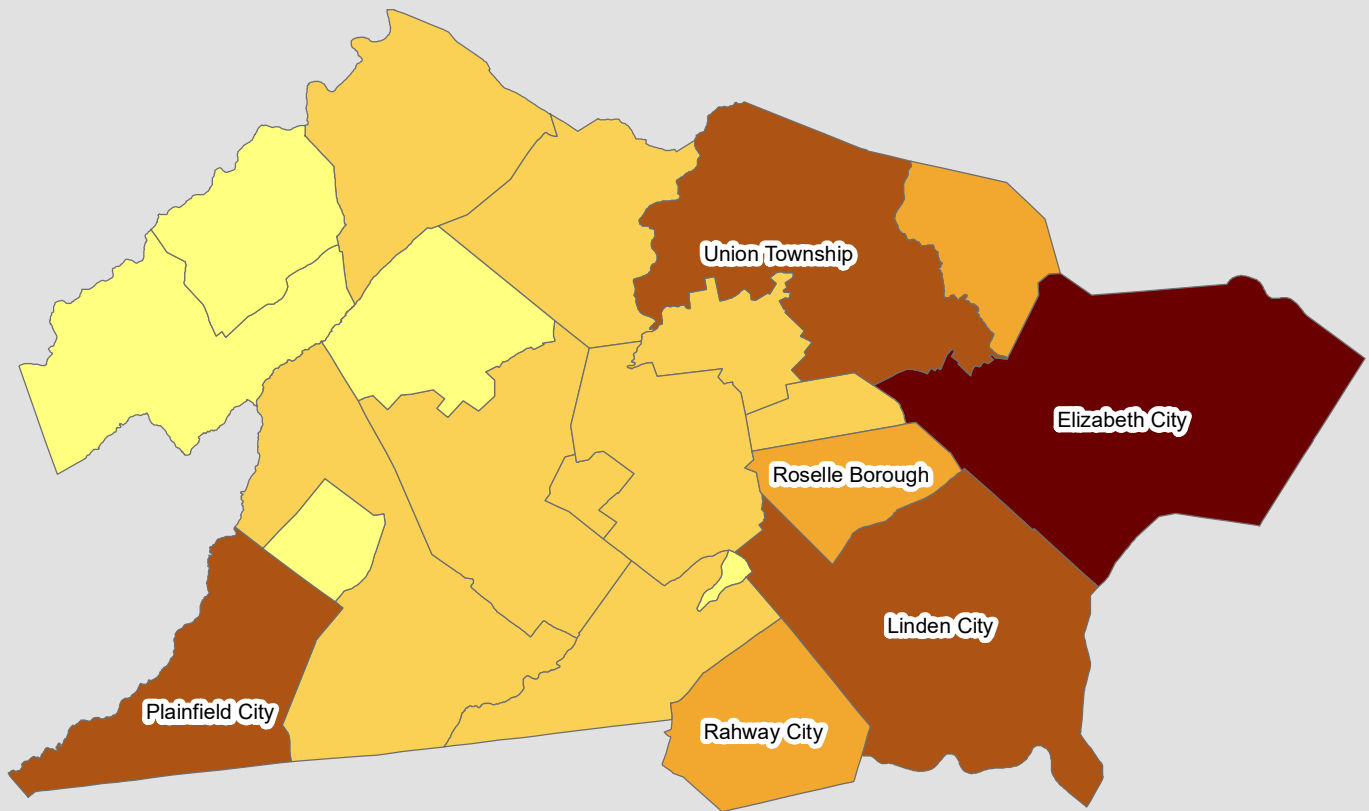 Union Township
Elizabeth City
Roselle Borough
Linden City
Plainfield City
Rahway City